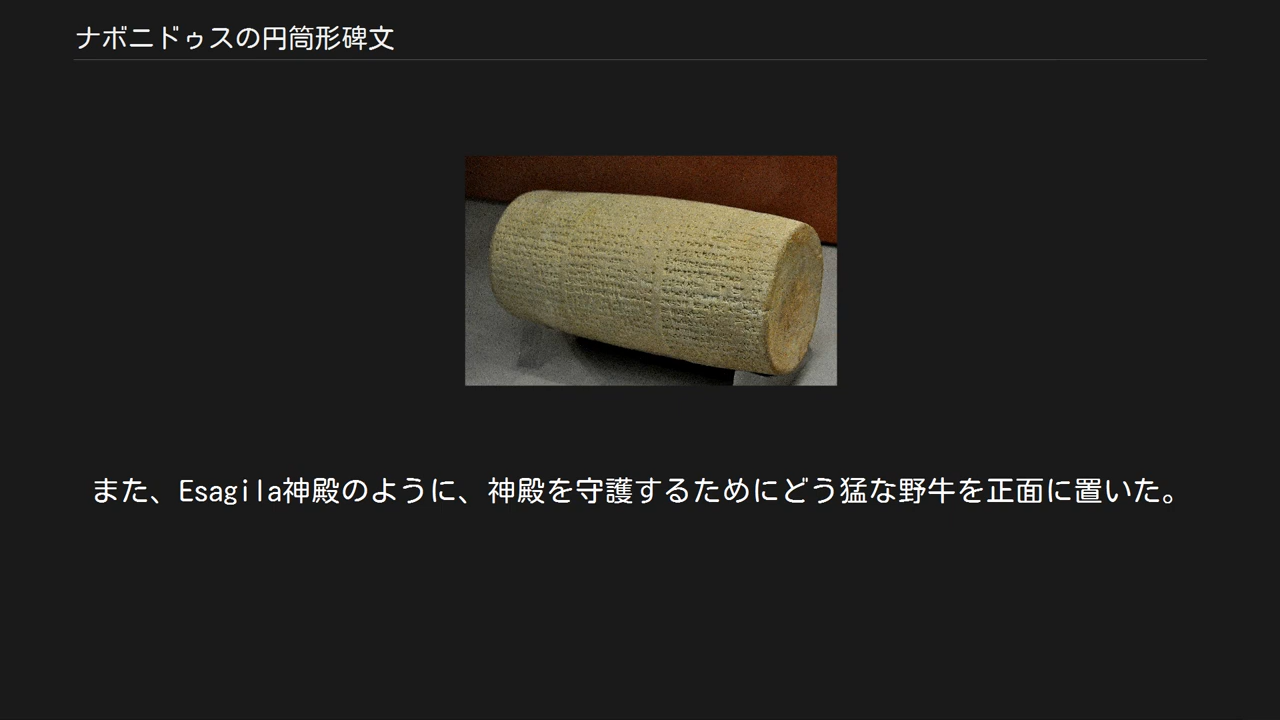 ナボニドゥスの円筒形碑文
また、Esagila神殿のように、神殿を守護するためにどう猛な野牛を正面に置いた。